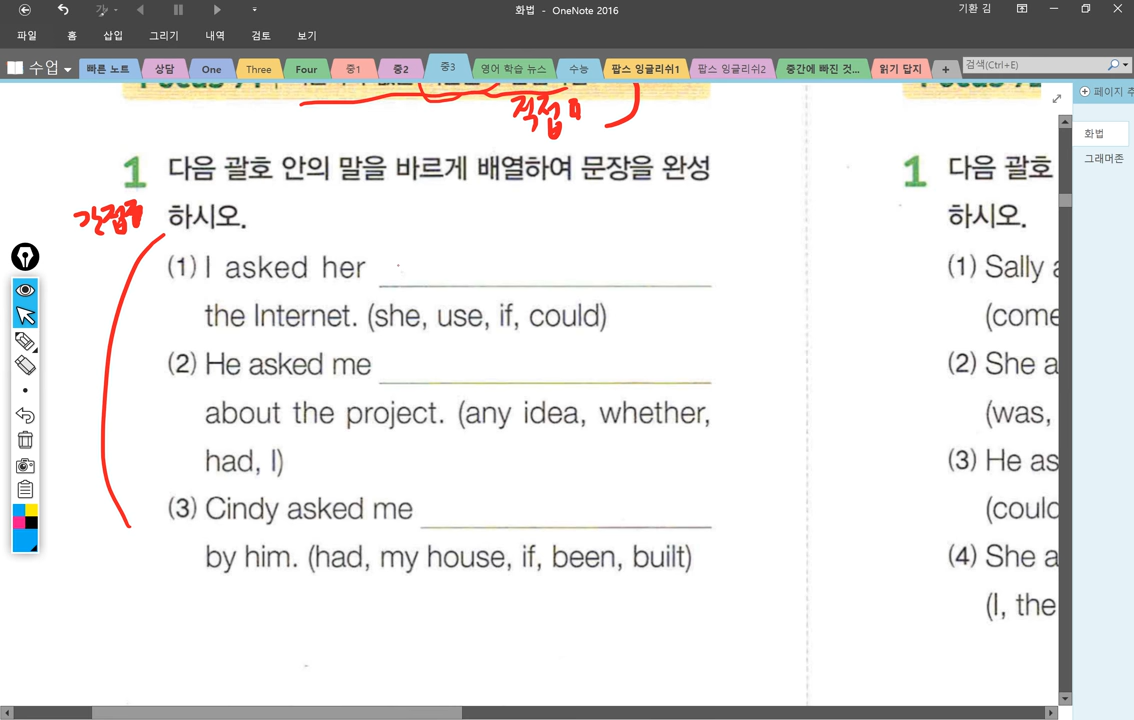 화법 - OneNote 2016
기환 김
파일 홈 삽입 그리기 내역 검토 보기
수업 빠른 노트 상담 One Three Four 중1 중2 중3 영어 학습 뉴스 수능 팝스 잉글리쉬1 팝스 잉글리쉬2 중간에 빠진 것... 읽기 답지 +
검색(Ctrl+E)
페이지 추
화법
그래머존
직접
1 다음 괄호 안의 말을 바르게 배열하여 문장을 완성
하시오.
(1) I asked her
the Internet. (she, use, if, could)
(2) He asked me
about the project. (any idea, whether,
had, I)
(3) Cindy asked me
by him. (had, my house, if, been, built)
1 다음 괄호
하시오.
(1) Sally a
(come
(2) She a
(was,
(3) He as
(could
(4) She a
(I, the